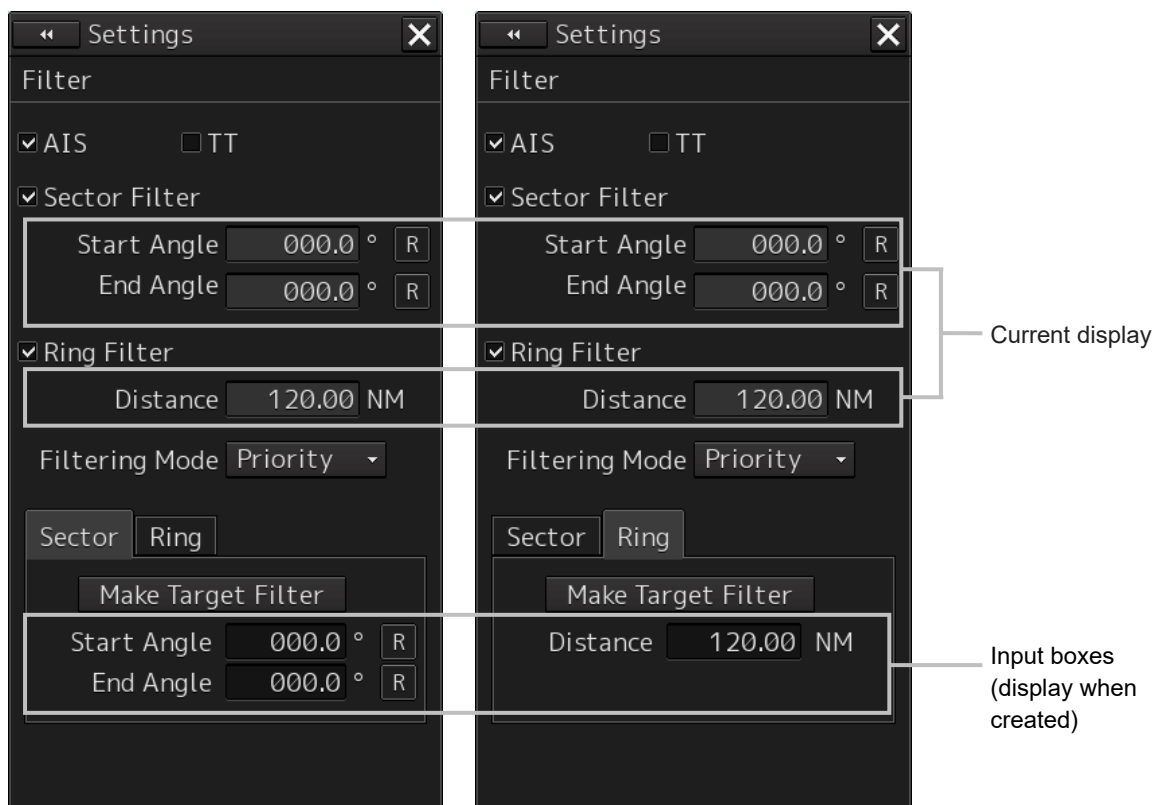 Settings
Filter
AIS TT
Sector Filter
Start Angle 000.0 ° R
End Angle 000.0 ° R
Ring Filter
Distance 120.00 NM
Filtering Mode Priority
Sector Ring
Make Target Filter
Start Angle 000.0 ° R
End Angle 000.0 ° R
Settings
Filter
AIS TT
Sector Filter
Start Angle 000.0 ° R
End Angle 000.0 ° R
Ring Filter
Distance 120.00 NM
Filtering Mode Priority
Sector Ring
Make Target Filter
Distance 120.00 NM
Current display
Input boxes
(display when
created)